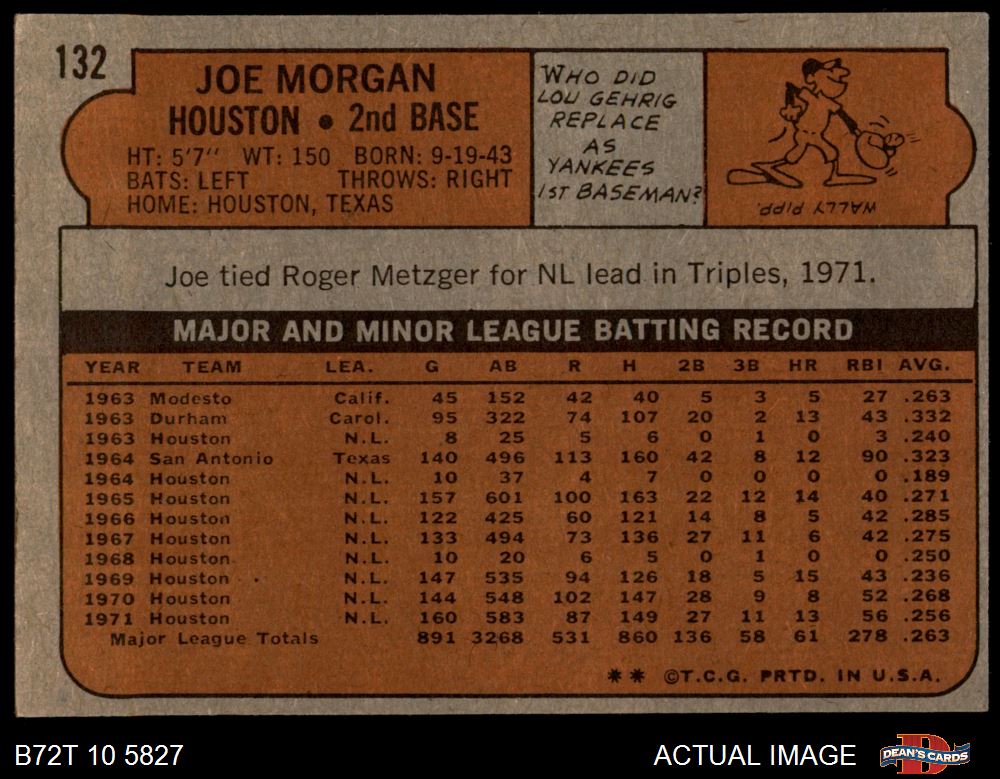 132
JOE MORGAN
HOUSTON • 2nd BASE
HT: 5'7" WT: 150 BORN: 9-19-43
BATS: LEFT THROWS: RIGHT
HOME: HOUSTON, TEXAS
WHO DID
LOU GEHRIG
REPLACE
AS
YANKEES
1ST BASEMAN?
WALLY PIPP.
Joe tied Roger Metzger for NL lead in Triples, 1971.
MAJOR AND MINOR LEAGUE BATTING RECORD
YEAR TEAM LEA. G AB R H 2B 3B HR RBI AVG.
1963 Modesto Calif. 45 152 42 40 5 3 5 27 .263
1963 Durham Carol. 95 322 74 107 20 2 13 43 .332
1963 Houston N.L. 8 25 5 6 0 1 0 3 .240
1964 San Antonio Texas 140 496 113 160 42 8 12 90 .323
1964 Houston N.L. 10 37 4 7 0 0 0 0 .189
1965 Houston N.L. 157 601 100 163 22 12 14 40 .271
1966 Houston N.L. 122 425 60 121 14 8 5 42 .285
1967 Houston N.L. 133 494 73 136 27 11 6 42 .275
1968 Houston N.L. 10 20 6 5 0 1 0 0 .250
1969 Houston N.L. 147 535 94 126 18 5 15 43 .236
1970 Houston N.L. 144 548 102 147 28 9 8 52 .268
1971 Houston N.L. 160 583 87 149 27 11 13 56 .256
Major League Totals 891 3268 531 860 136 58 61 278 .263
** ©T.C.G. PRTD. IN U.S.A.
B72T 10 5827
ACTUAL IMAGE
DEAN'S CARDS